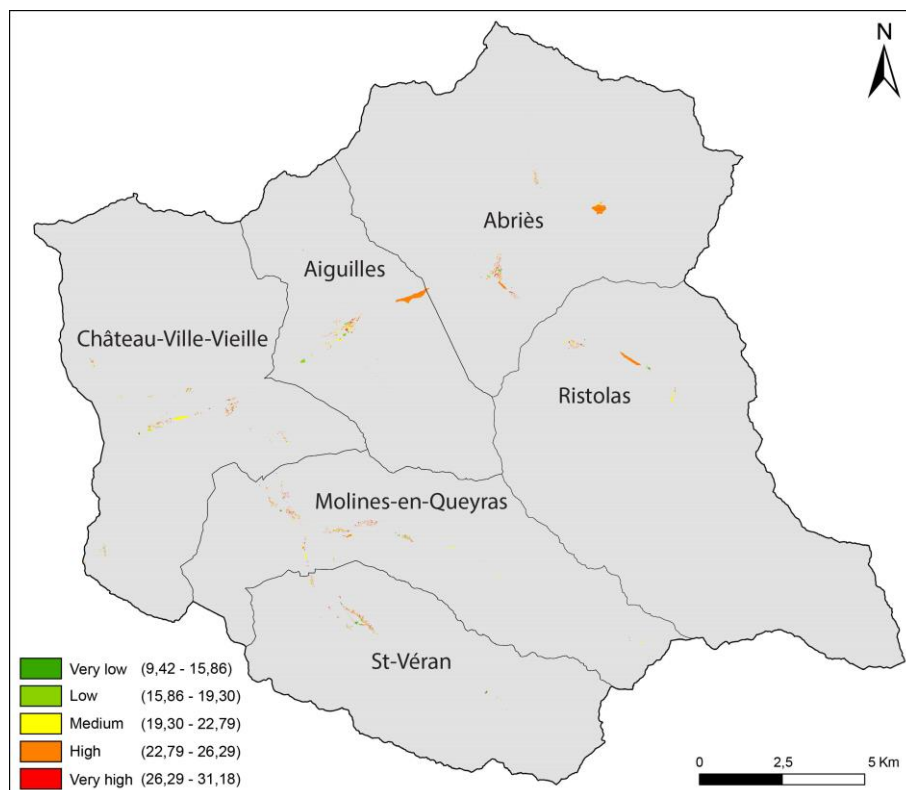 N
Abriès
Aiguilles
Château-Ville-Vieille
Ristolas
Molines-en-Queyras
St-Véran
Very low (9,42 - 15,86)
Low (15,86 - 19,30)
Medium (19,30 - 22,79)
High (22,79 - 26,29)
Very high (26,29 - 31,18)
0 2,5 5 Km